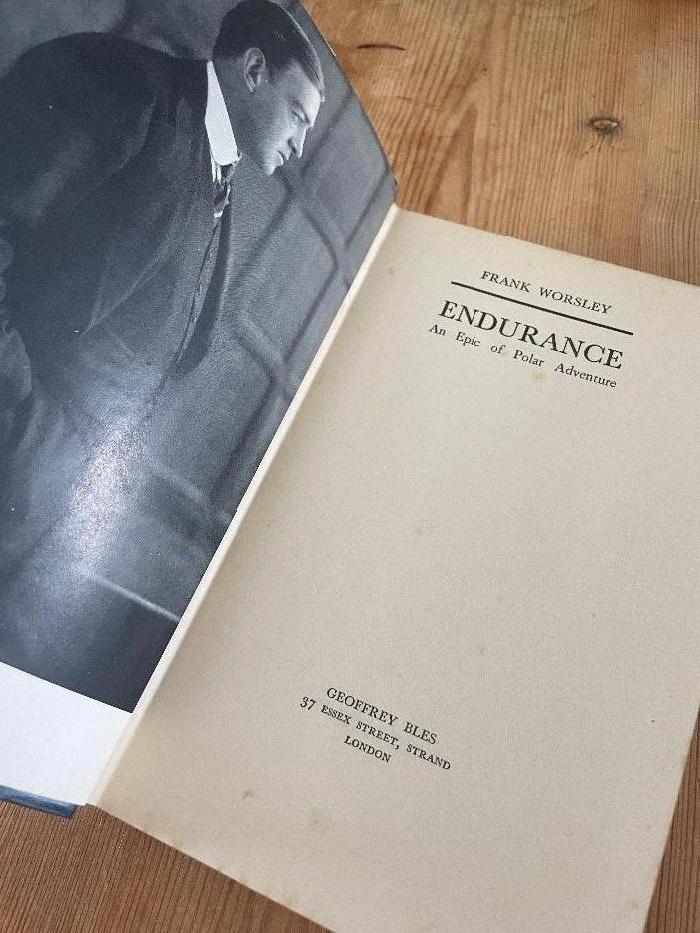 FRANK WORSLEY
ENDURANCE
An Epic of Polar Adventure
GEOFFREY BLES
37 ESSEX STREET, STRAND
LONDON